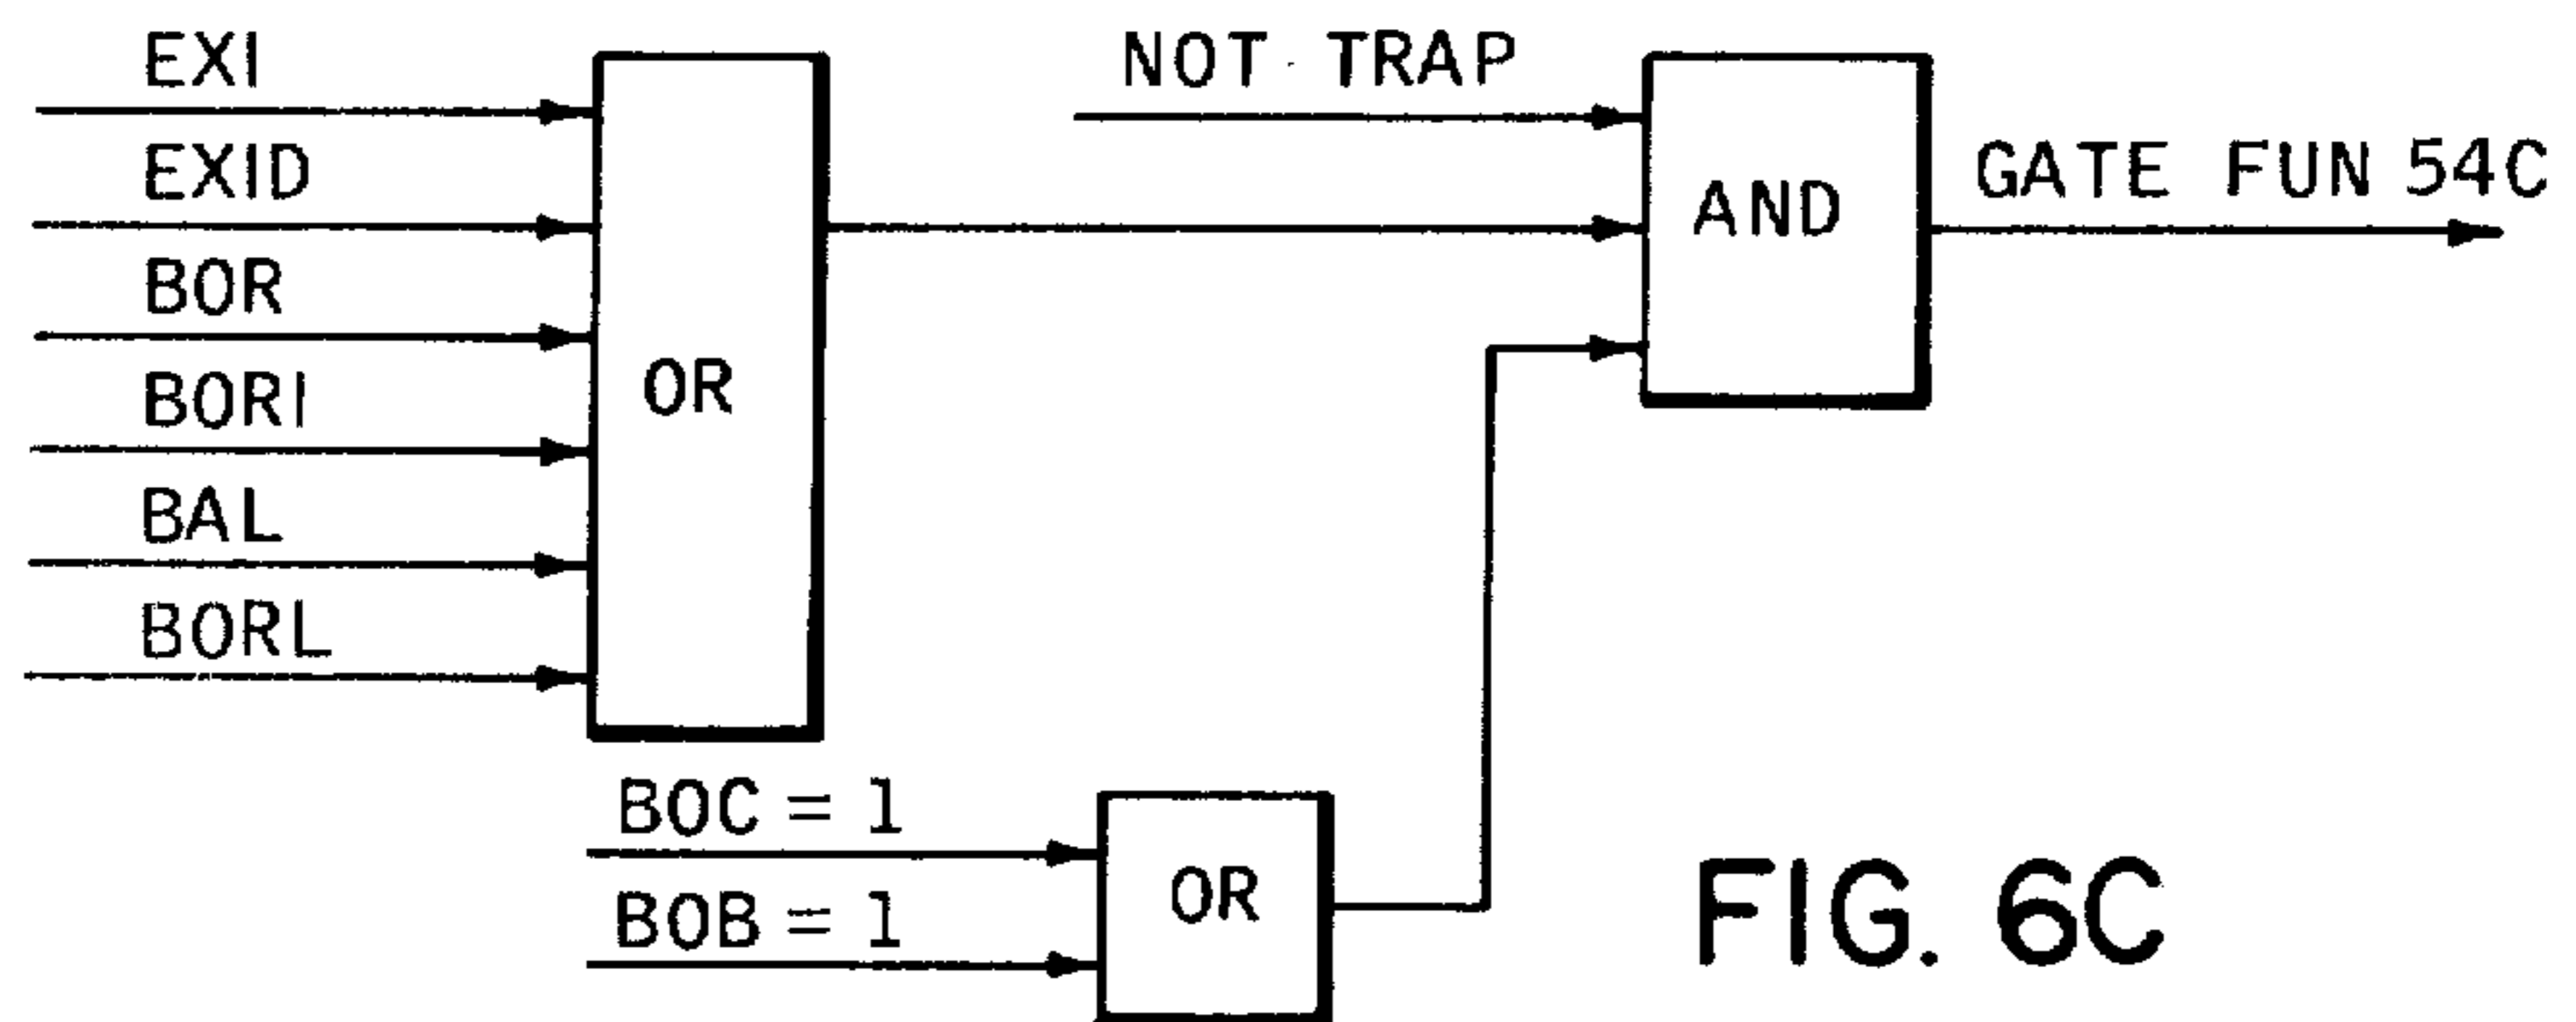 EXI
EXID
BOR
BORI
BAL
BORL
OR
NOT TRAP
AND
GATE FUN 54C
BOC = 1
BOB = 1
OR
FIG. 6C